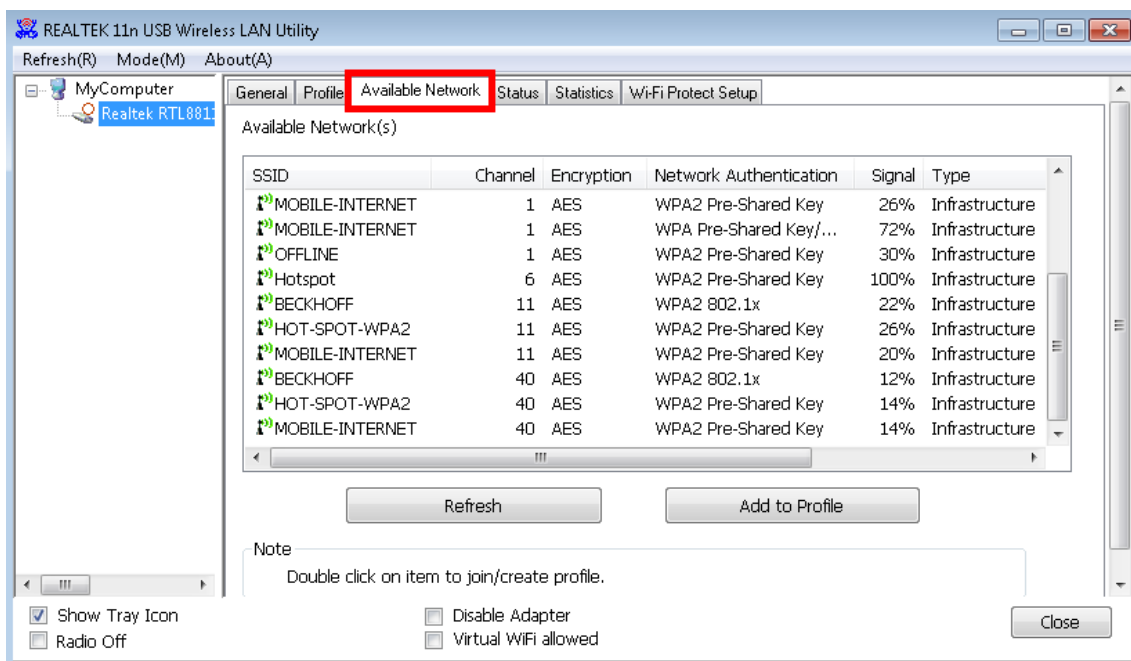 REALTEK 11n USB Wireless LAN Utility
Refresh(R) Mode(M) About(A)
MyComputer
Realtek RTL881
General Profile Available Network Status Statistics Wi-Fi Protect Setup
Available Network(s)
SSID Channel Encryption Network Authentication Signal Type
MOBILE-INTERNET 1 AES WPA2 Pre-Shared Key 26% Infrastructure
MOBILE-INTERNET 1 AES WPA Pre-Shared Key/... 72% Infrastructure
OFFLINE 1 AES WPA2 Pre-Shared Key 30% Infrastructure
Hotspot 6 AES WPA2 Pre-Shared Key 100% Infrastructure
BECKHOFF 11 AES WPA2 802.1x 22% Infrastructure
HOT-SPOT-WPA2 11 AES WPA2 Pre-Shared Key 26% Infrastructure
MOBILE-INTERNET 11 AES WPA2 Pre-Shared Key 20% Infrastructure
BECKHOFF 40 AES WPA2 802.1x 12% Infrastructure
HOT-SPOT-WPA2 40 AES WPA2 Pre-Shared Key 14% Infrastructure
MOBILE-INTERNET 40 AES WPA2 Pre-Shared Key 14% Infrastructure
Refresh Add to Profile
Note
Double click on item to join/create profile.
Show Tray Icon Disable Adapter Close
Radio Off Virtual WiFi allowed